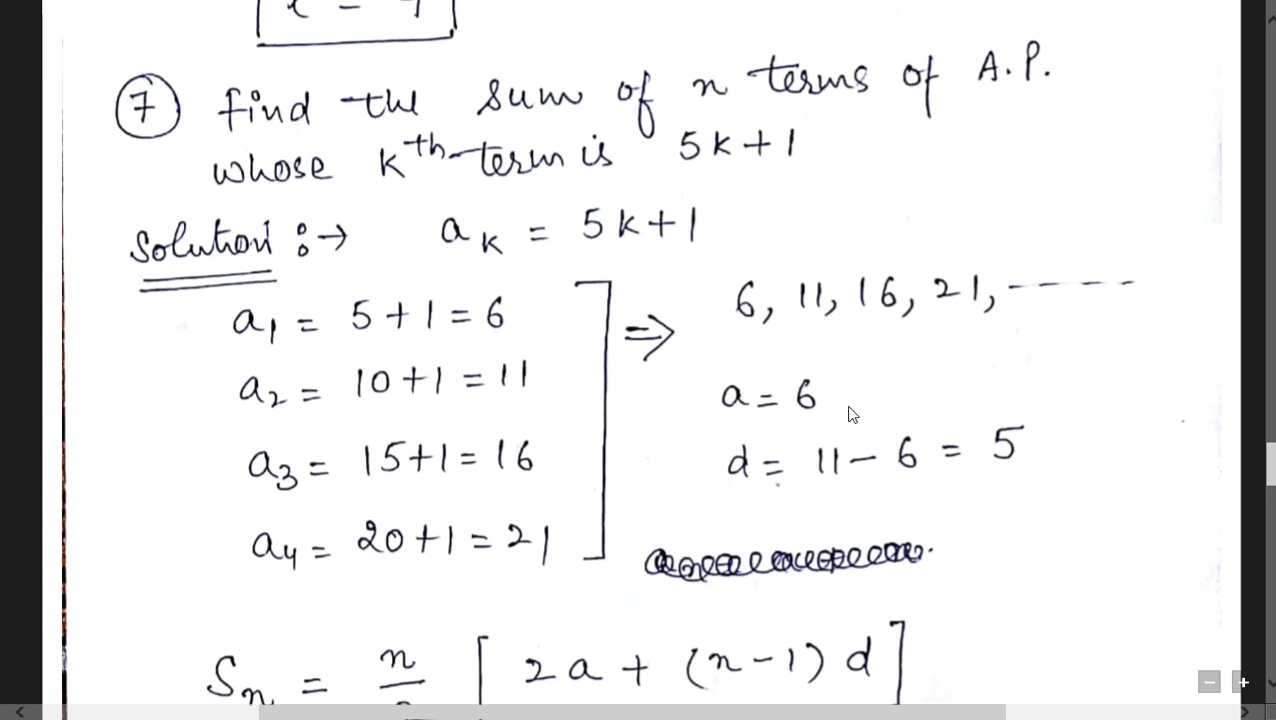 ⑦ find the sum of n terms of A.P.
whose kᵗʰ term is 5k+1
Solution :→ aₖ = 5k+1
a₁ = 5+1=6 ⇒ 6, 11, 16, 21, -----
a₂ = 10+1=11 a=6
a₃ = 15+1=16 d= 11-6 = 5
a₄ = 20+1=21
Sₙ = n [ 2a + (n-1) d ]